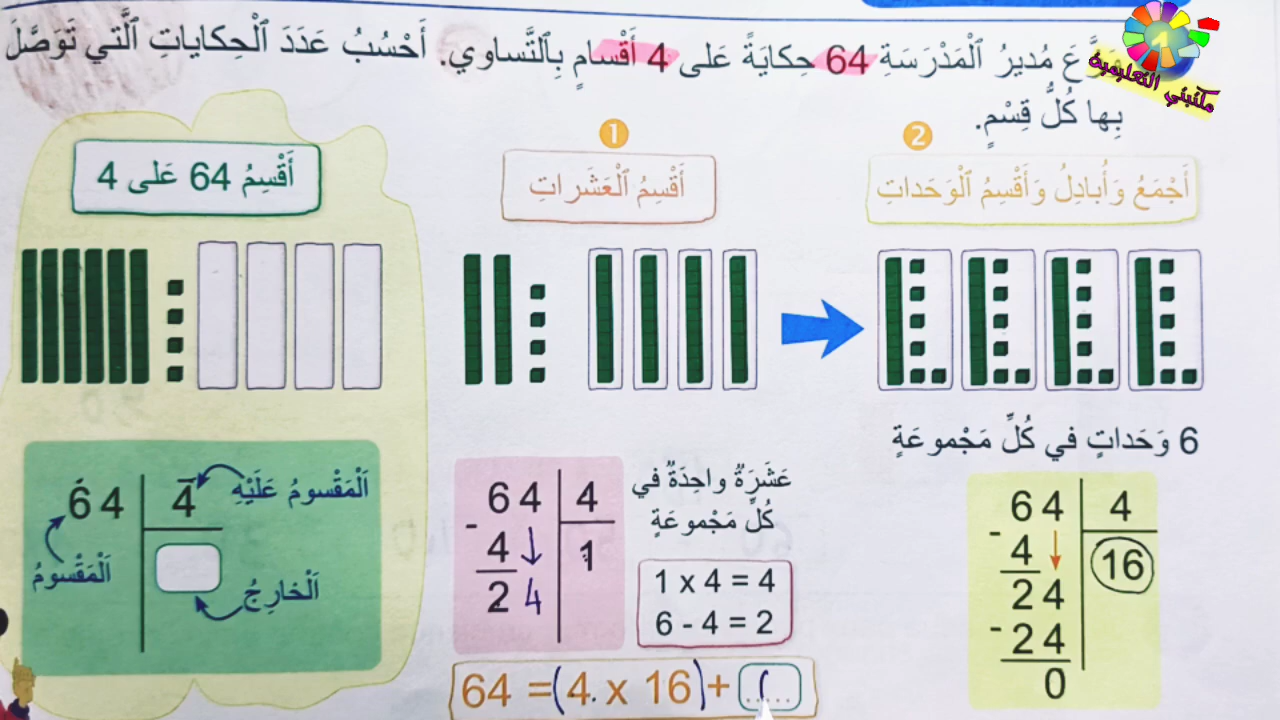 وَزَّعَ مُديرُ ٱلْمَدْرَسَةِ 64 حِكايَةً عَلى 4 أَقْسامٍ بِٱلتَّساوي. أَحْسُبُ عَدَدَ ٱلْحِكاياتِ ٱلَّتي تَوَصَّلَ
بِها كُلُّ قِسْمٍ.
مكتبتي التعليمية
أَقْسِمُ 64 عَلى 4
1
أَقْسِمُ ٱلْعَشَراتِ
2
أَجْمَعُ وَأُبادِلُ وَأَقْسِمُ ٱلْوَحَداتِ
64 4
اَلْمَقْسومُ عَلَيْهِ
اَلْمَقْسومُ
اَلْخارِجُ
64 4
- 4 1
24
عَشَرَةٌ واحِدَةٌ في
كُلِّ مَجْموعَةٍ
1 x 4 = 4
6 - 4 = 2
6 وَحَداتٍ في كُلِّ مَجْموعَةٍ
64 4
- 4 16
24
- 24
0
64 =(4 x 16)+